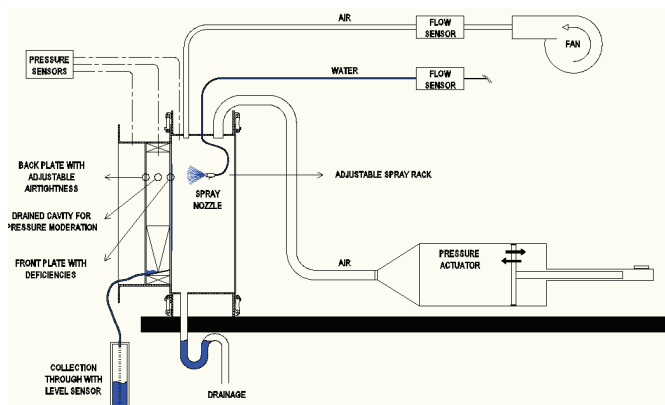 AIR
FLOW
SENSOR
FAN
PRESSURE
SENSORS
WATER
FLOW
SENSOR
BACK PLATE WITH
ADJUSTABLE
AIRTIGHTNESS
ADJUSTABLE SPRAY RACK
SPRAY
NOZZLE
DRAINED CAVITY FOR
PRESSURE MODERATION
FRONT PLATE WITH
DEFICIENCIES
AIR
PRESSURE
ACTUATOR
COLLECTION
THROUGH WITH
LEVEL SENSOR
DRAINAGE